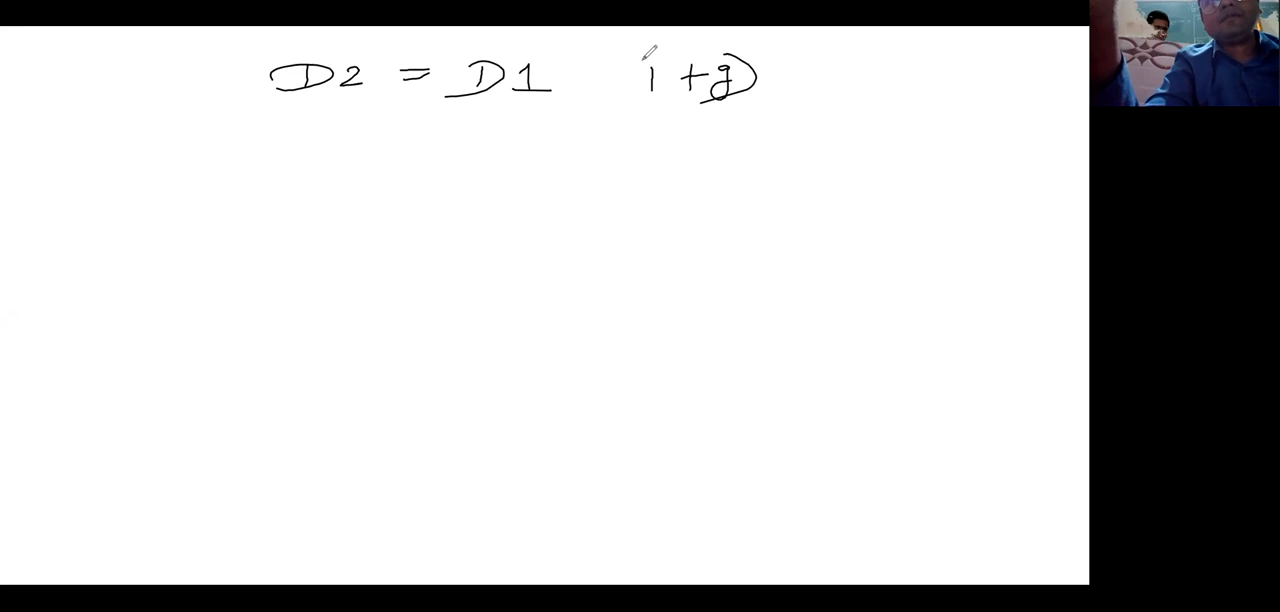 D2 = D1 1 + g)